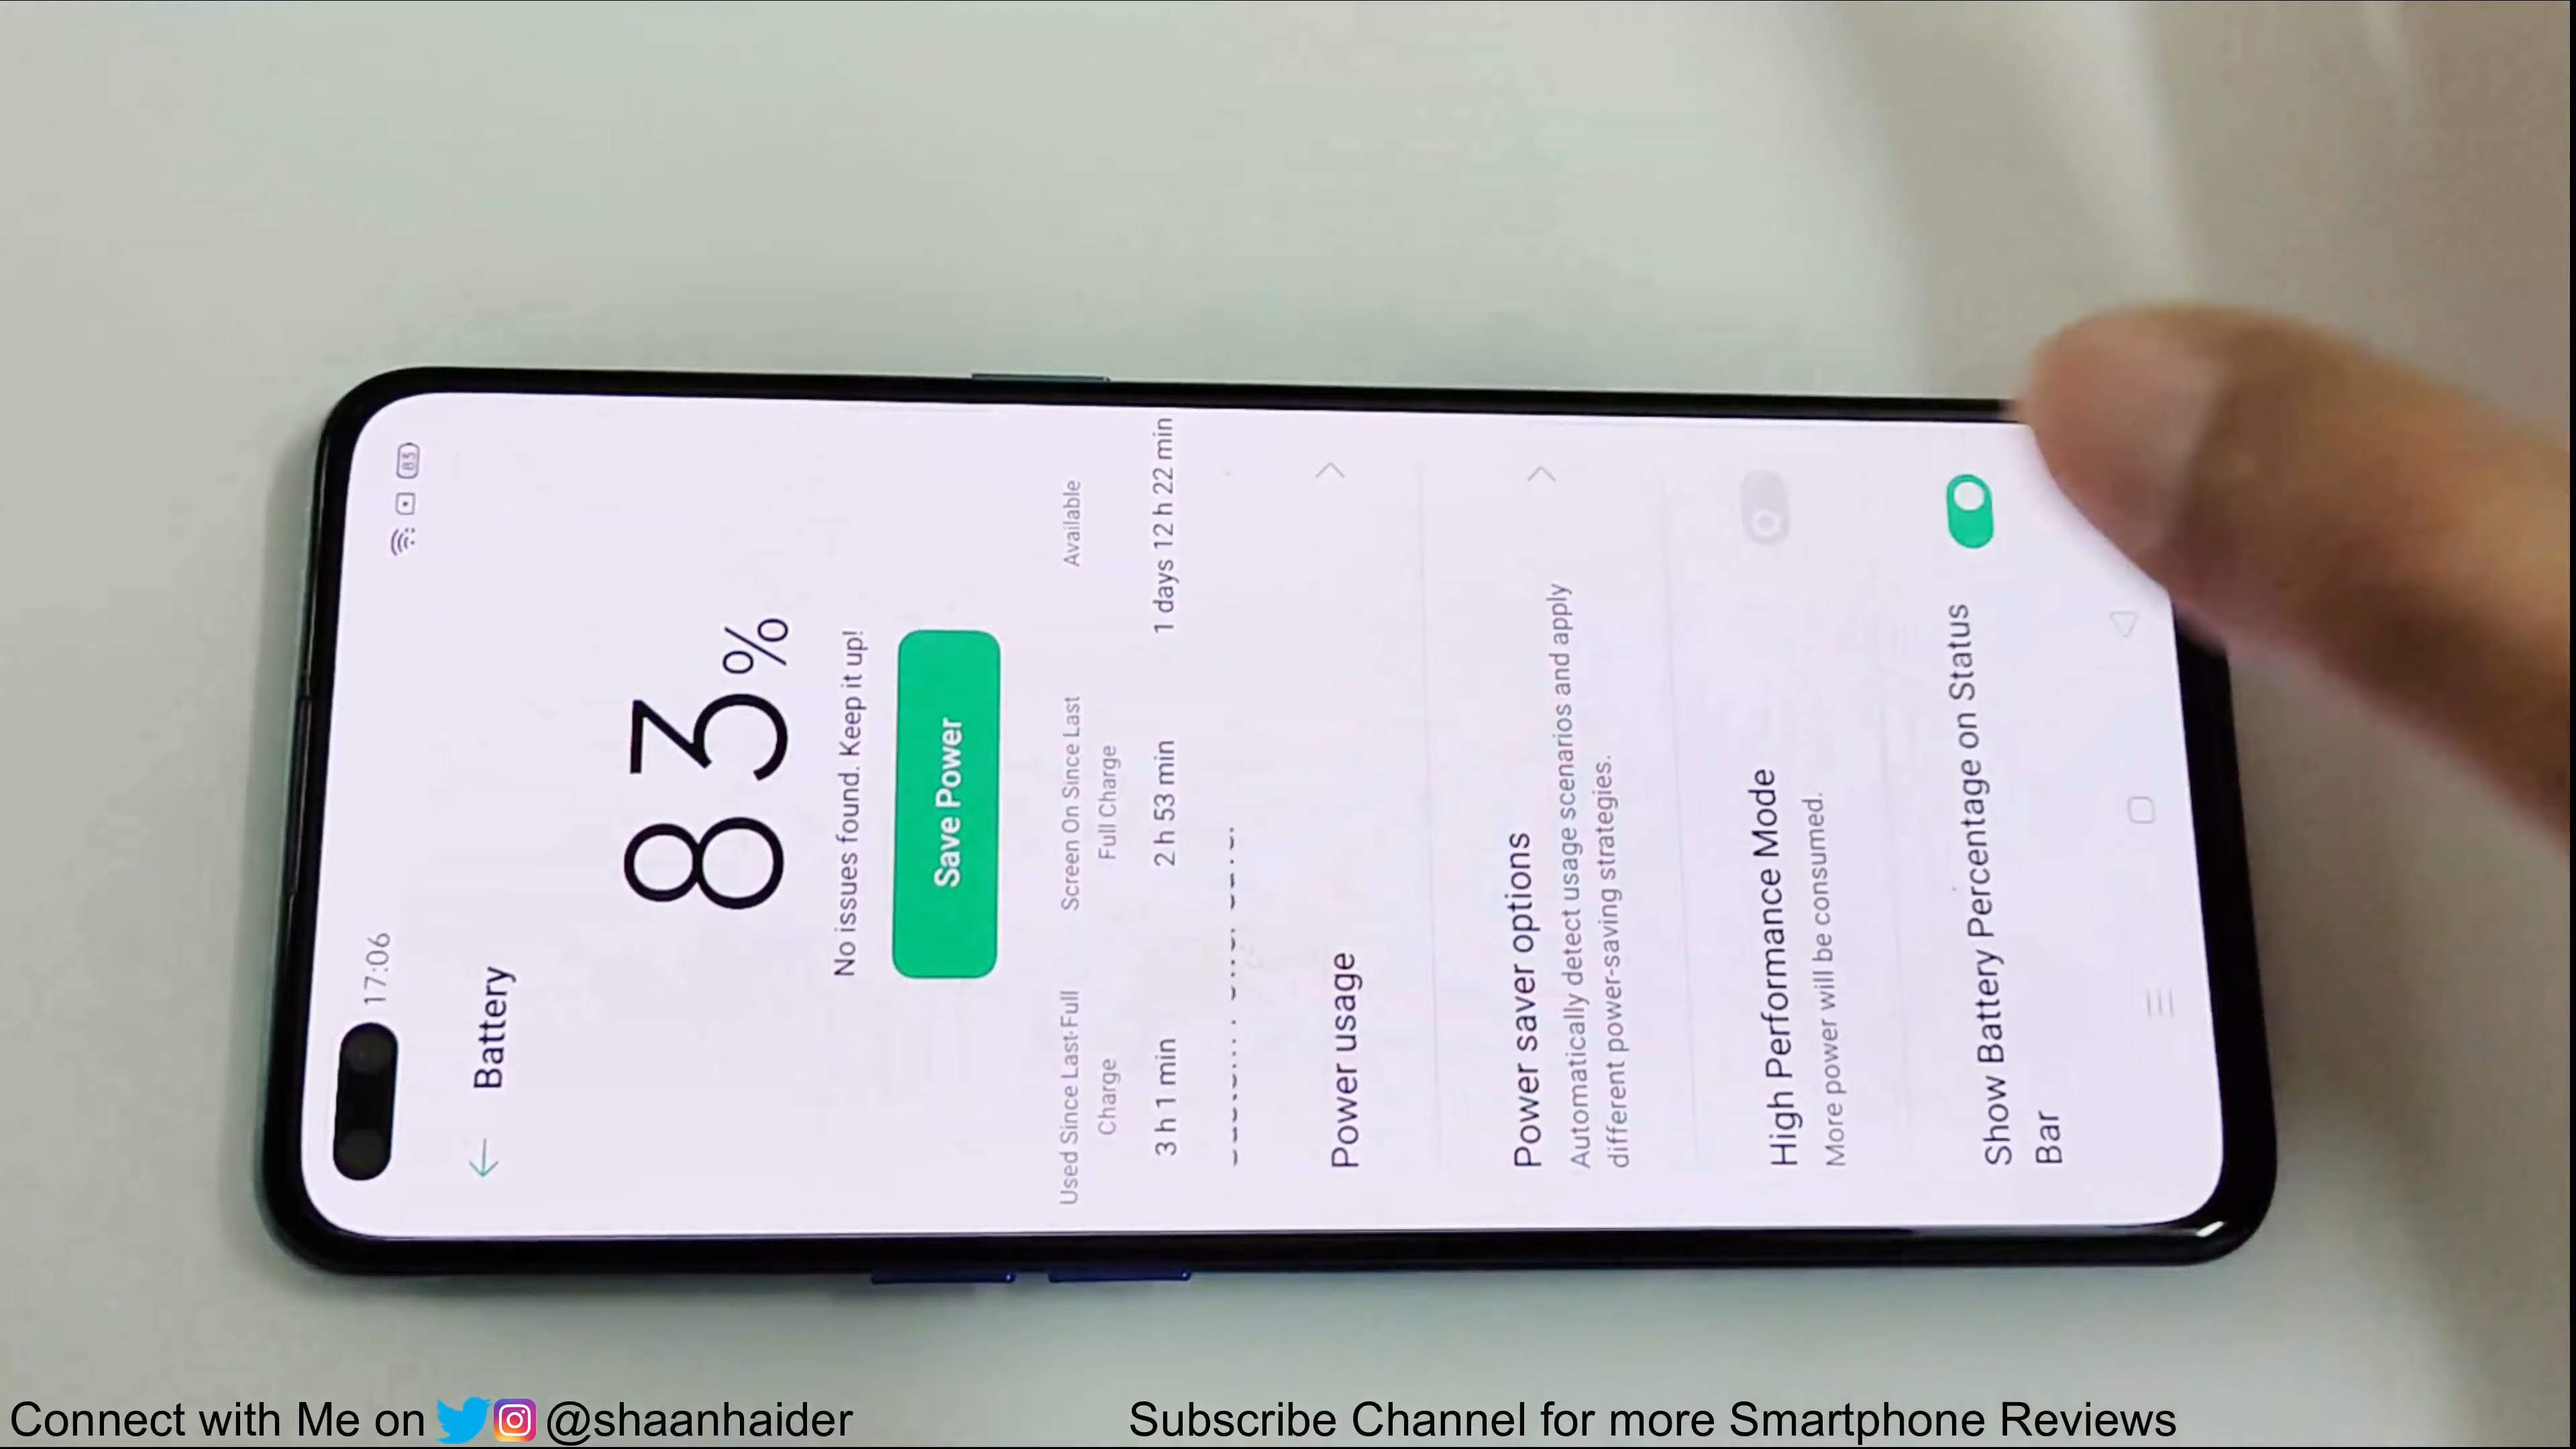 17:06
83
Battery
83%
No issues found. Keep it up!
Save Power
Used Since Last Full
Charge
Screen On Since Last
Full Charge
Available
3 h 1 min
2 h 53 min
1 days 12 h 22 min
Power usage
Power saver options
Automatically detect usage scenarios and apply
different power-saving strategies.
High Performance Mode
More power will be consumed.
Show Battery Percentage on Status
Bar
Connect with Me on @shaanhaider
Subscribe Channel for more Smartphone Reviews